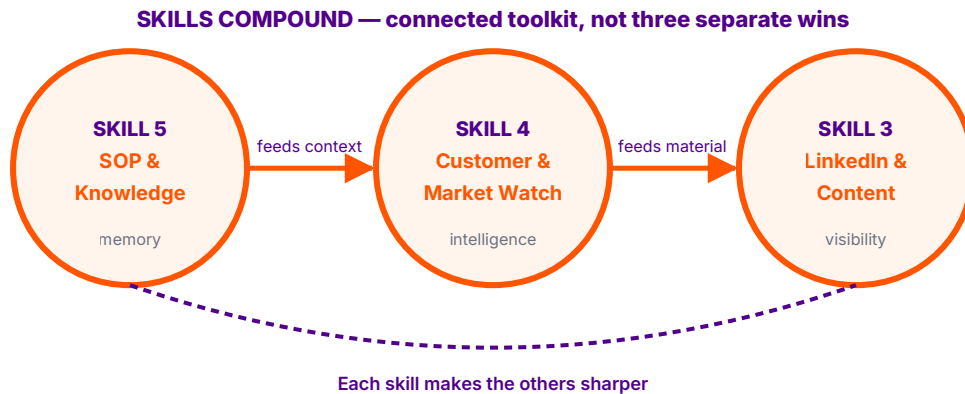 SKILLS COMPOUND — connected toolkit, not three separate wins
SKILL 5
SOP &
Knowledge
memory
feeds context
SKILL 4
Customer &
Market Watch
intelligence
feeds material
SKILL 3
LinkedIn &
Content
visibility
Each skill makes the others sharper